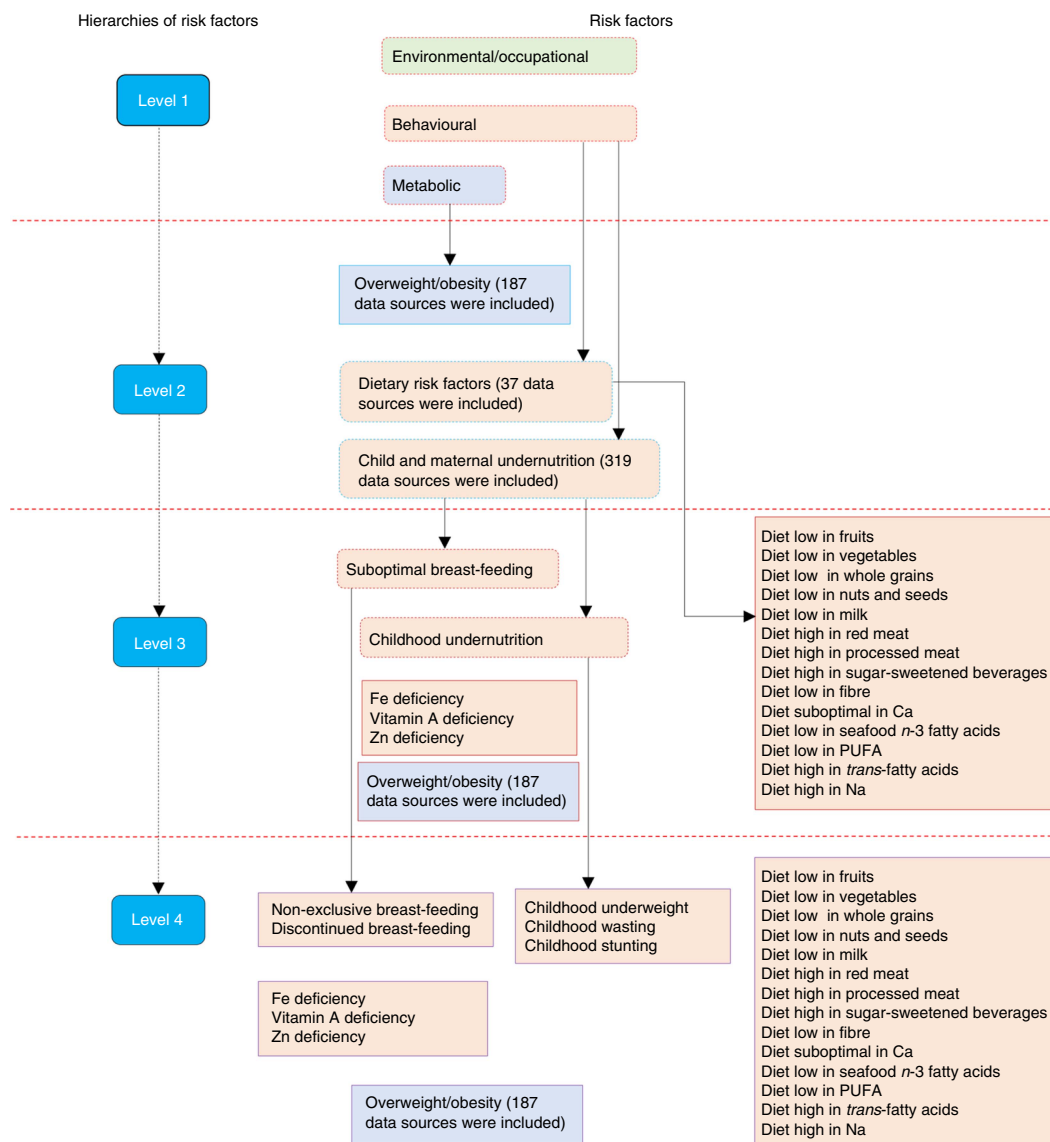 Hierarchies of risk factors
Risk factors
Environmental/occupational
Level 1
Behavioural
Metabolic
Overweight/obesity (187
data sources were included)
Level 2
Dietary risk factors (37 data
sources were included)
Child and maternal undernutrition (319
data sources were included)
Suboptimal breast-feeding
Level 3
Childhood undernutrition
Fe deficiency
Vitamin A deficiency
Zn deficiency
Overweight/obesity (187
data sources were included)
Diet low in fruits
Diet low in vegetables
Diet low in whole grains
Diet low in nuts and seeds
Diet low in milk
Diet high in red meat
Diet high in processed meat
Diet high in sugar-sweetened beverages
Diet low in fibre
Diet suboptimal in Ca
Diet low in seafood n-3 fatty acids
Diet low in PUFA
Diet high in trans-fatty acids
Diet high in Na
Level 4
Non-exclusive breast-feeding
Discontinued breast-feeding
Childhood underweight
Childhood wasting
Childhood stunting
Fe deficiency
Vitamin A deficiency
Zn deficiency
Overweight/obesity (187
data sources were included)
Diet low in fruits
Diet low in vegetables
Diet low in whole grains
Diet low in nuts and seeds
Diet low in milk
Diet high in red meat
Diet high in processed meat
Diet high in sugar-sweetened beverages
Diet low in fibre
Diet suboptimal in Ca
Diet low in seafood n-3 fatty acids
Diet low in PUFA
Diet high in trans-fatty acids
Diet high in Na